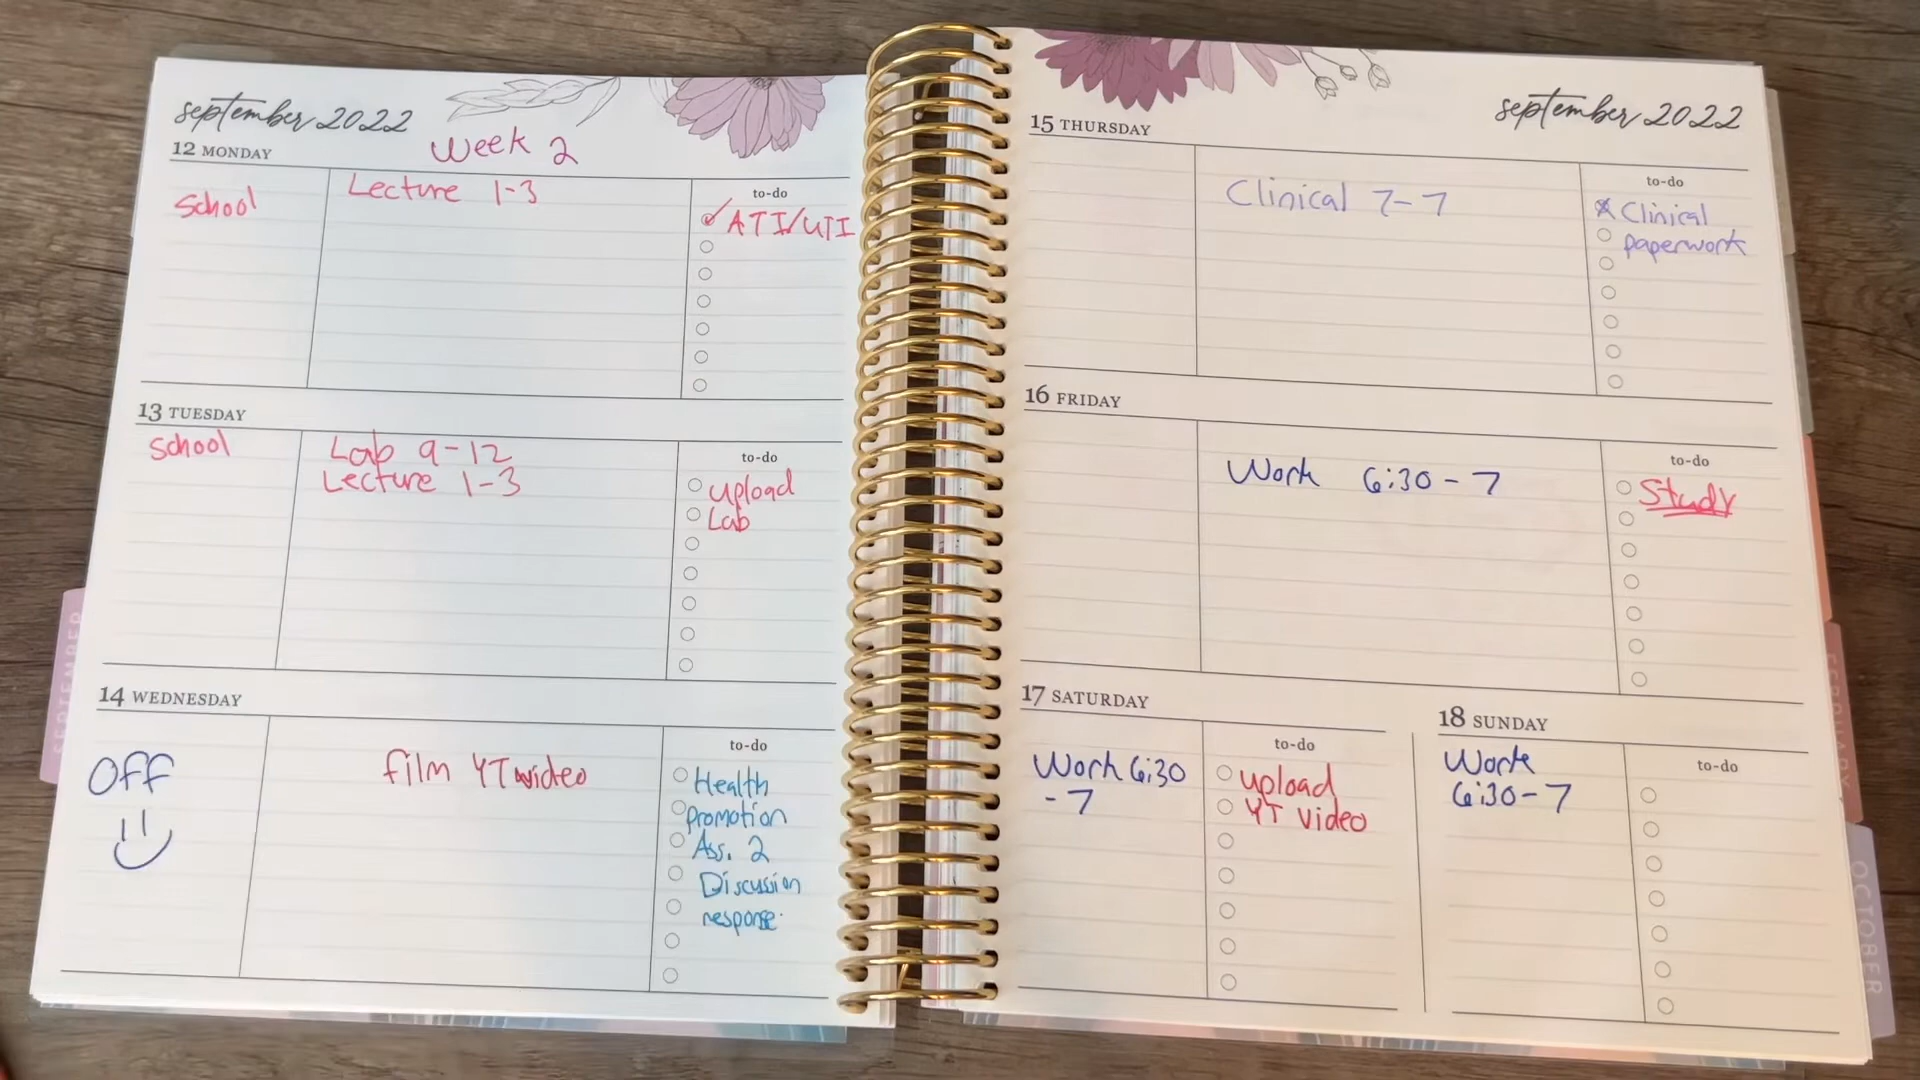 september 2022
Week 2
12 MONDAY
School
Lecture 1-3
to-do
ATI/UTI
13 TUESDAY
School
Lab 9-12
Lecture 1-3
to-do
upload
Lab
14 WEDNESDAY
Off
film YT video
to-do
Health
promotion
Ass. 2
Discussion
response.
SEPTEMBER
september 2022
15 THURSDAY
Clinical 7-7
to-do
Clinical
paperwork
16 FRIDAY
Work 6:30-7
to-do
Study
17 SATURDAY
Work 6:30
-7
to-do
upload
YT video
18 SUNDAY
Work
6:30-7
to-do
FEBRUARY
OCTOBER